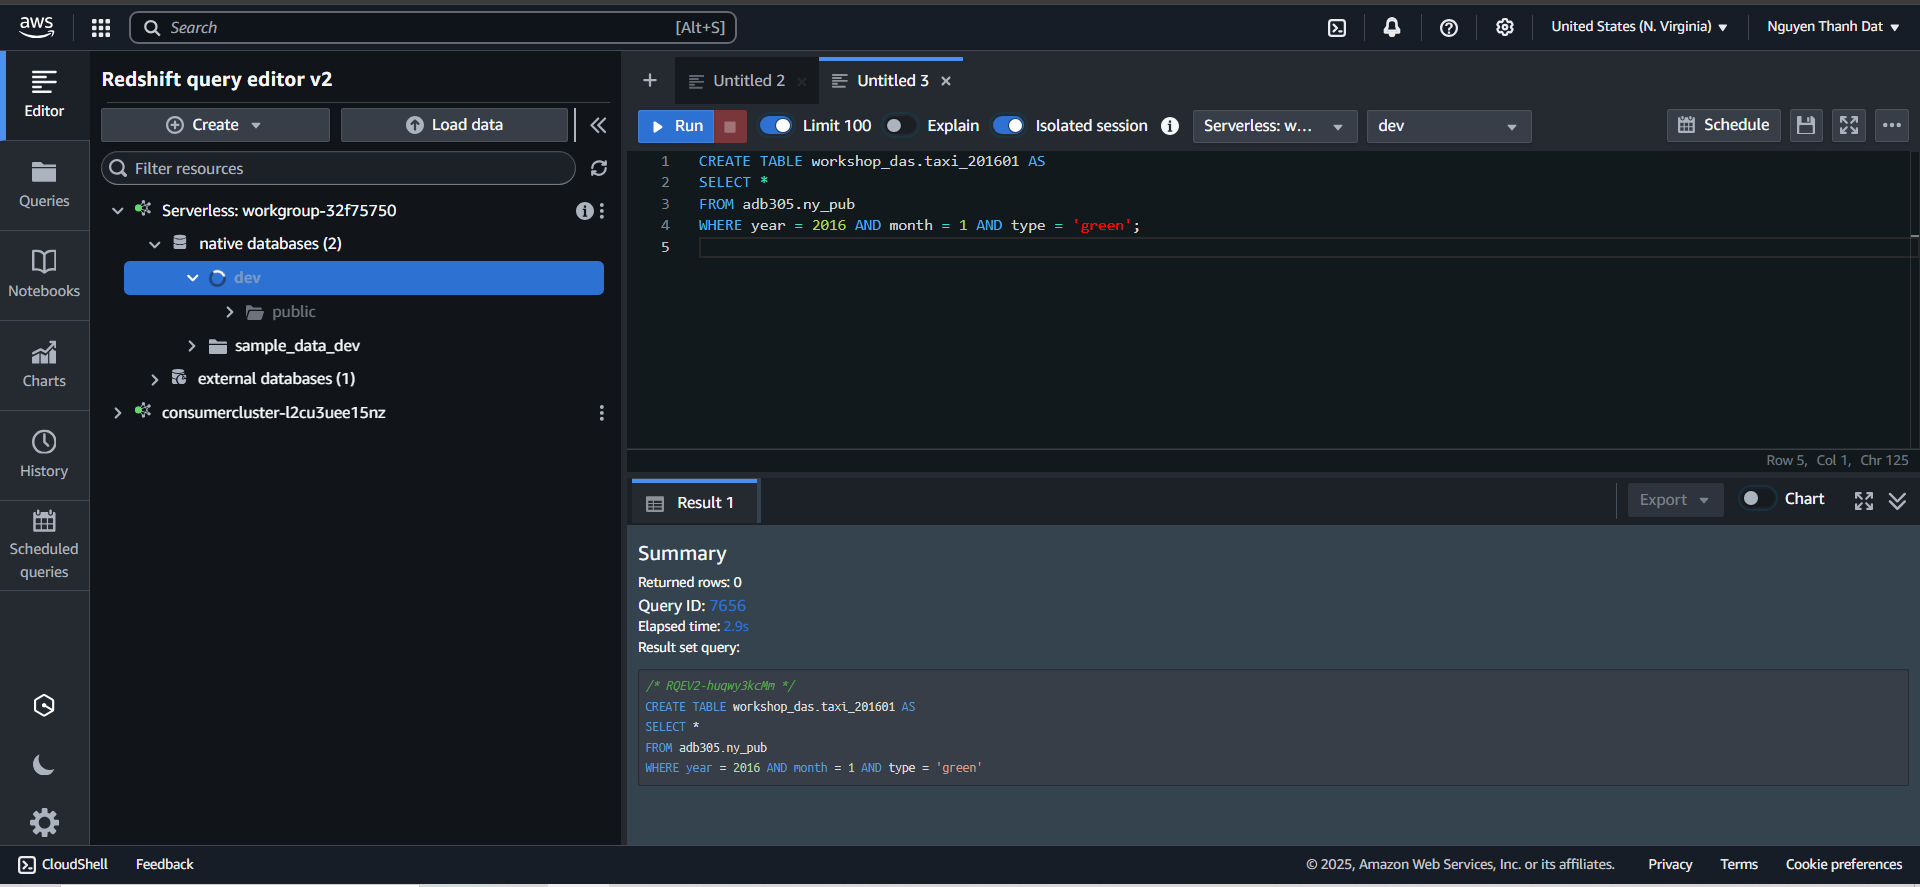 aws
Search [Alt+S]
United States (N. Virginia)
Nguyen Thanh Dat
Editor
Queries
Notebooks
Charts
History
Scheduled
queries
Redshift query editor v2
Create
Load data
Filter resources
Serverless: workgroup-32f75750
native databases (2)
dev
public
sample_data_dev
external databases (1)
consumercluster-l2cu3uee15nz
Untitled 2
Untitled 3
Run
Limit 100
Explain
Isolated session
Serverless: w...
dev
Schedule
1 CREATE TABLE workshop_das.taxi_201601 AS
2 SELECT *
3 FROM adb305.ny_pub
4 WHERE year = 2016 AND month = 1 AND type = 'green';
5
Row 5, Col 1, Chr 125
Result 1
Export
Chart
Summary
Returned rows: 0
Query ID: 7656
Elapsed time: 2.9s
Result set query:
/* RQEV2-huqwy3kcMm */
CREATE TABLE workshop_das.taxi_201601 AS
SELECT *
FROM adb305.ny_pub
WHERE year = 2016 AND month = 1 AND type = 'green'
CloudShell
Feedback
© 2025, Amazon Web Services, Inc. or its affiliates.
Privacy
Terms
Cookie preferences